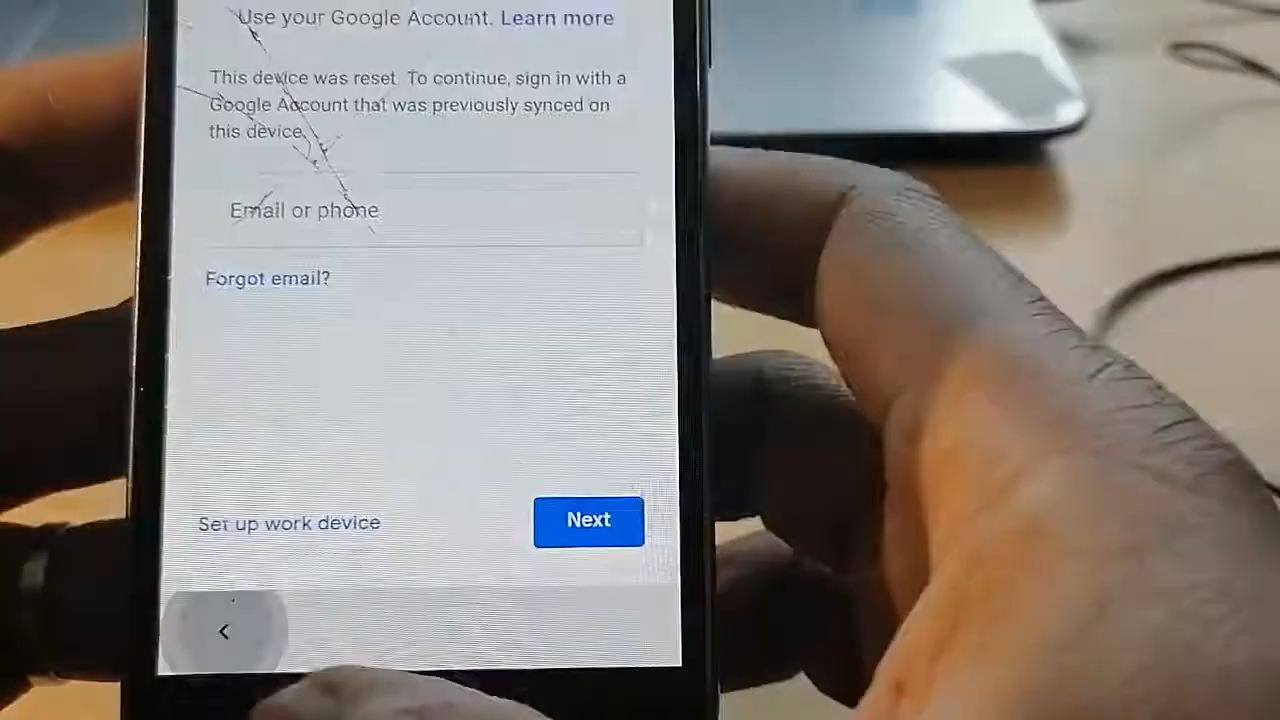 Use your Google Account. Learn more
This device was reset. To continue, sign in with a
Google Account that was previously synced on
this device.
Email or phone
Forgot email?
Set up work device
Next